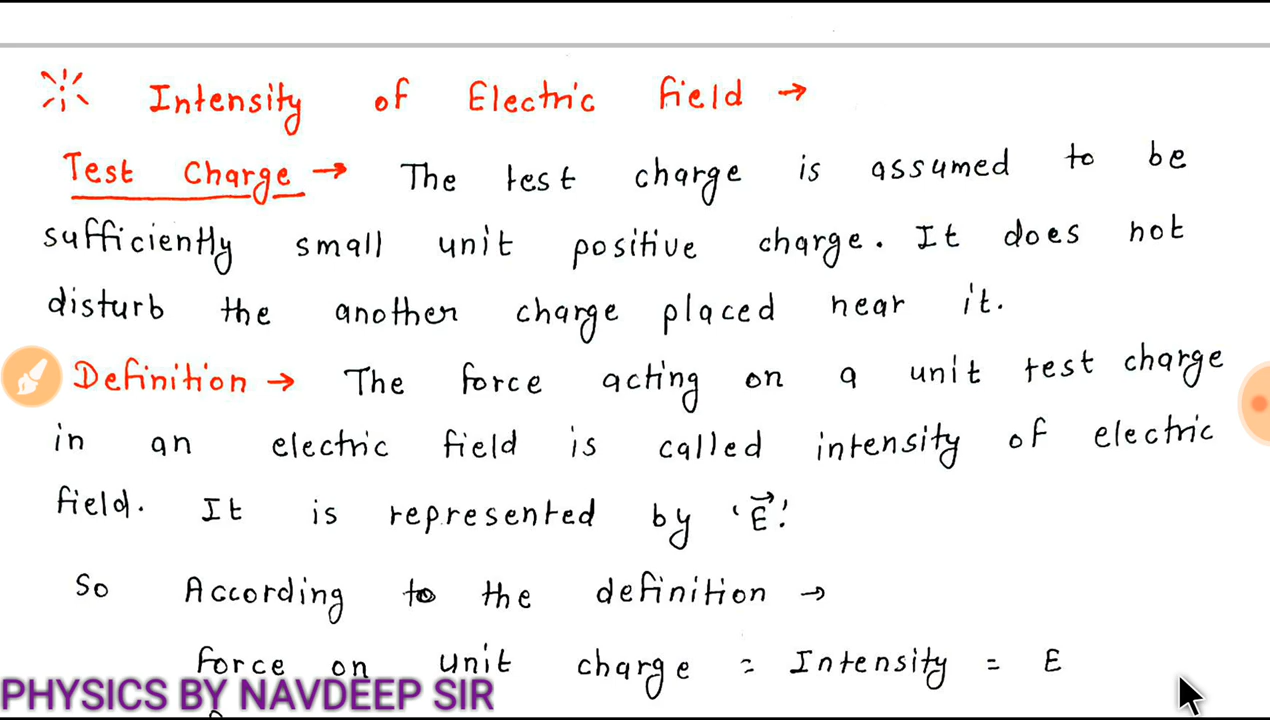 Intensity of Electric field →
Test Charge → The test charge is assumed to be
sufficiently small unit positive charge. It does not
disturb the another charge placed near it.
Definition → The force acting on a unit test charge
in an electric field is called intensity of electric
field. It is represented by 'E⃗'.
So According to the definition →
force on unit charge = Intensity = E
PHYSICS BY NAVDEEP SIR